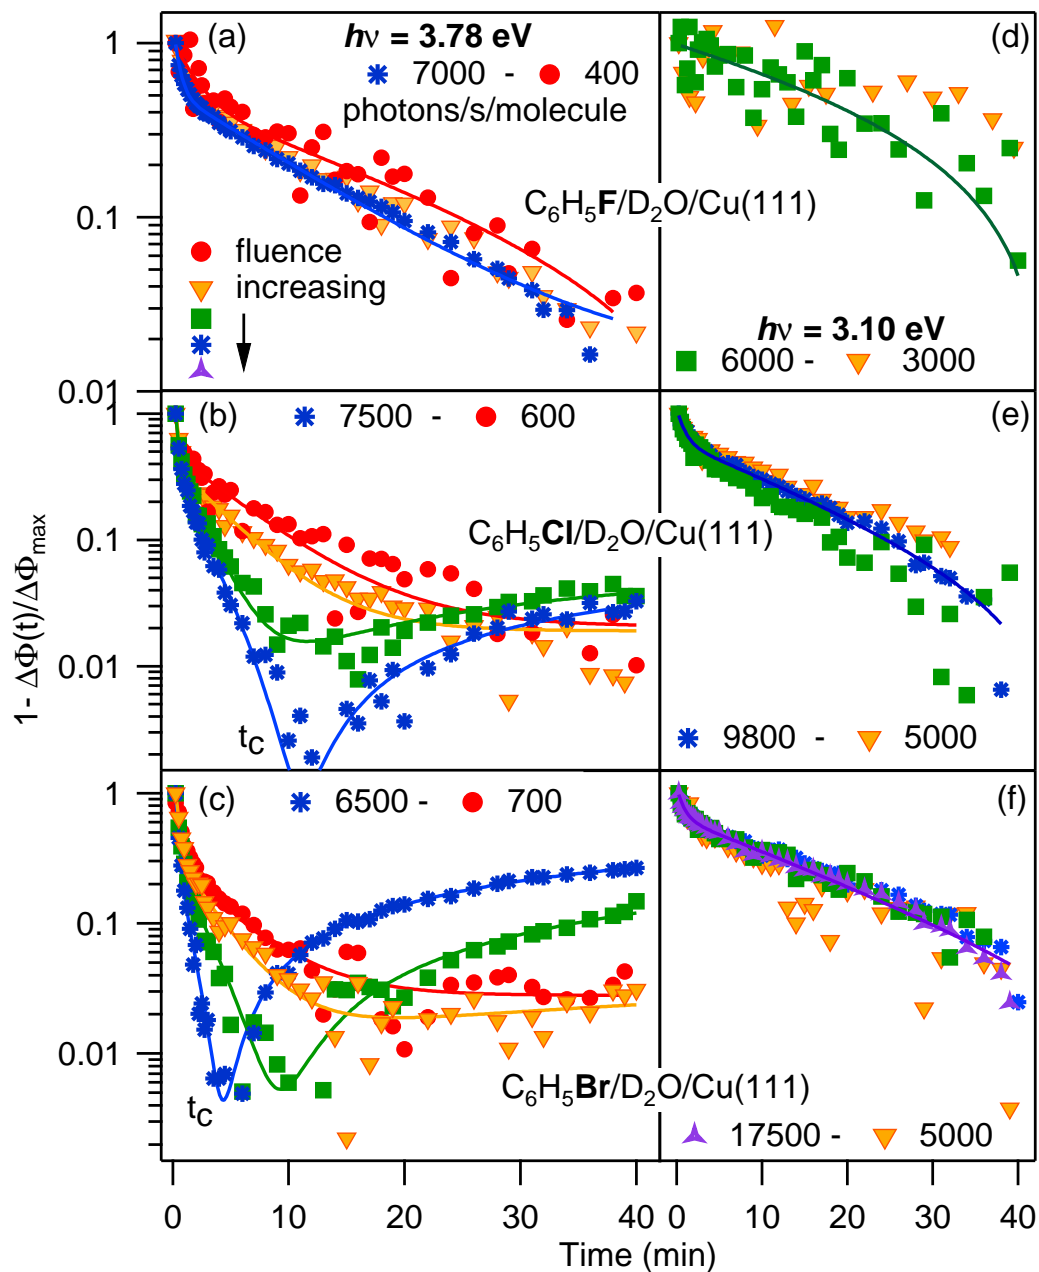 (a)
hν = 3.78 eV
7000 - 400
photons/s/molecule
C6H5F/D2O/Cu(111)
fluence
increasing
(d)
hν = 3.10 eV
6000 - 3000
1
0.1
0.01
(b)
7500 - 600
C6H5Cl/D2O/Cu(111)
tC
(e)
9800 - 5000
1
0.1
0.01
1- ΔΦ(t)/ΔΦmax
(c)
6500 - 700
C6H5Br/D2O/Cu(111)
tC
(f)
17500 - 5000
1
0.1
0.01
0 10 20 30 40 0 10 20 30 40
Time (min)